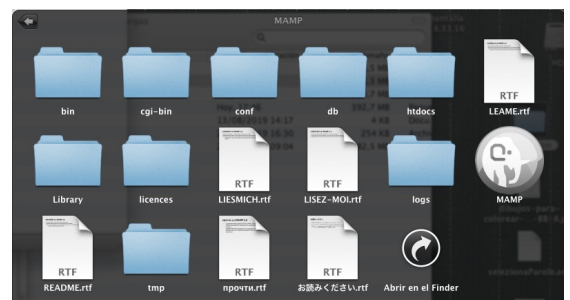 MAMP
bin
cgi-bin
conf
db
htdocs
RTF
LEAME.rtf
Library
licences
RTF
LIESMICH.rtf
RTF
LISEZ-MOI.rtf
logs
MAMP
RTF
README.rtf
tmp
RTF
прочти.rtf
RTF
お読みください.rtf
Abrir en el Finder